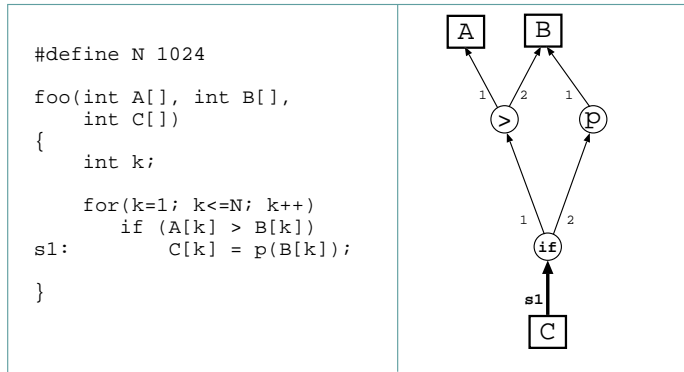 #define N 1024
foo(int A[], int B[],
int C[])
{
int k;
for(k=1; k<=N; k++)
if (A[k] > B[k])
s1: C[k] = p(B[k]);
}
A B
1 2 1
> p
1 2
if
s1
C